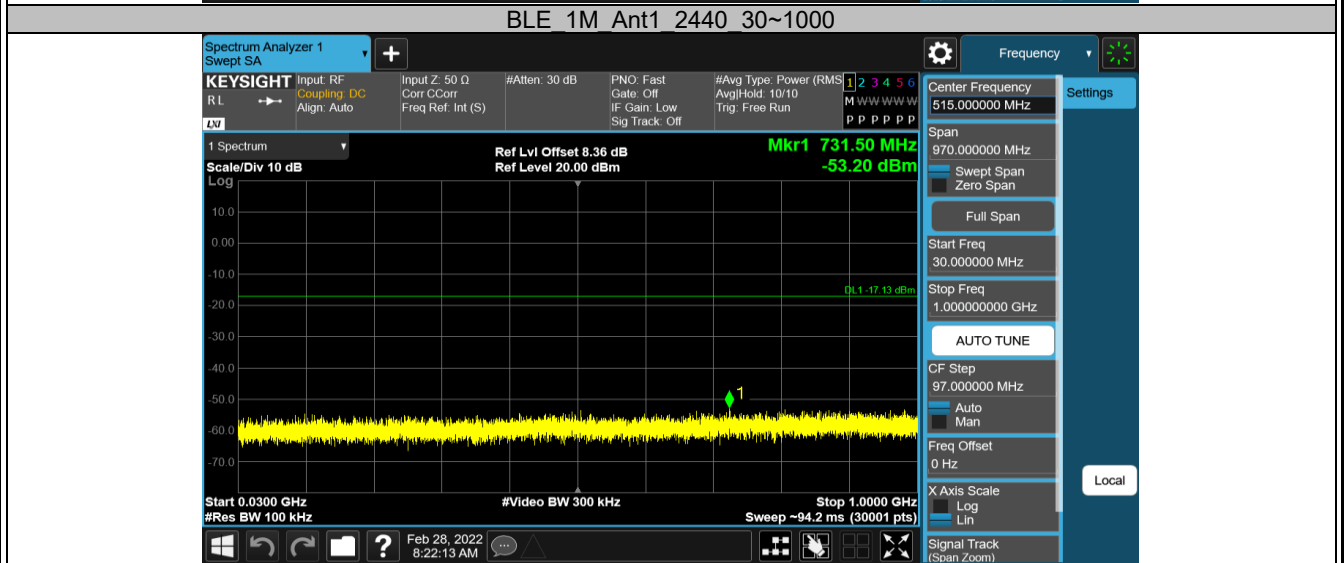 BLE_1M_Ant1_2440_30~1000
Spectrum Analyzer 1
Swept SA
+
Frequency
KEYSIGHT
RL
LXI
Input: RF
Coupling: DC
Align: Auto
Input Z: 50 Ω
Corr CCorr
Freq Ref: Int (S)
#Atten: 30 dB
PNO: Fast
Gate: Off
IF Gain: Low
Sig Track: Off
#Avg Type: Power (RMS
Avg|Hold: 10/10
Trig: Free Run
1 2 3 4 5 6
M W W W W W
P P P P P P
1 Spectrum
Scale/Div 10 dB
Log
Ref Lvl Offset 8.36 dB
Ref Level 20.00 dBm
Mkr1 731.50 MHz
-53.20 dBm
10.0
0.00
-10.0
DL1 -17.13 dBm
-20.0
-30.0
-40.0
1
-50.0
-60.0
-70.0
Start 0.0300 GHz
#Res BW 100 kHz
#Video BW 300 kHz
Stop 1.0000 GHz
Sweep ~94.2 ms (30001 pts)
Center Frequency
515.000000 MHz
Span
970.000000 MHz
Swept Span
Zero Span
Full Span
Start Freq
30.000000 MHz
Stop Freq
1.000000000 GHz
AUTO TUNE
CF Step
97.000000 MHz
Auto
Man
Freq Offset
0 Hz
X Axis Scale
Log
Lin
Signal Track
(Span Zoom)
Settings
Local
?
Feb 28, 2022
8:22:13 AM